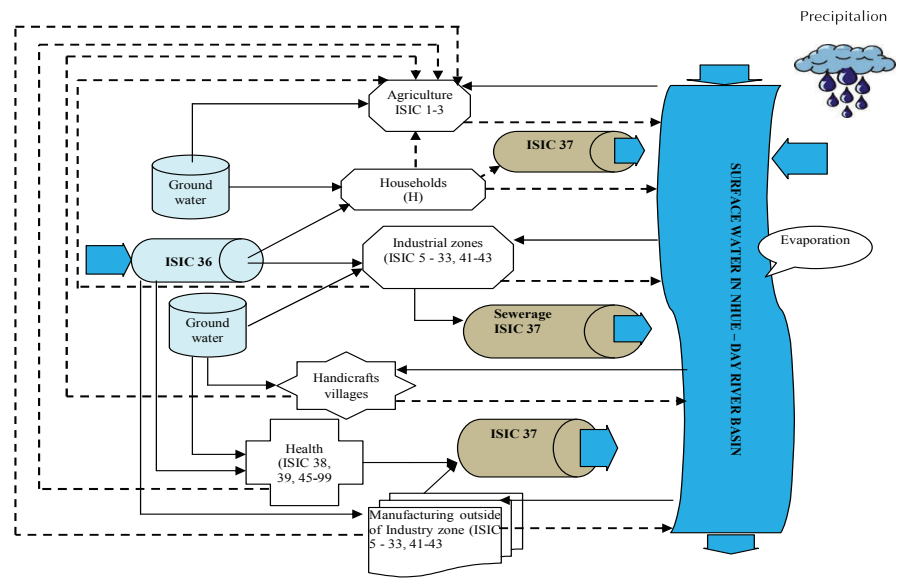 Precipitalion
Agriculture
ISIC 1-3
ISIC 37
Ground
water
Households
(H)
Evaporation
Industrial zones
(ISIC 5 - 33, 41-43
ISIC 36
SURFACE WATER IN NHUE – DAY RIVER BASIN
Ground
water
Sewerage
ISIC 37
Handicrafts
villages
ISIC 37
Health
(ISIC 38,
39, 45-99
Manufacturing outside
of Industry zone (ISIC
5 - 33, 41-43